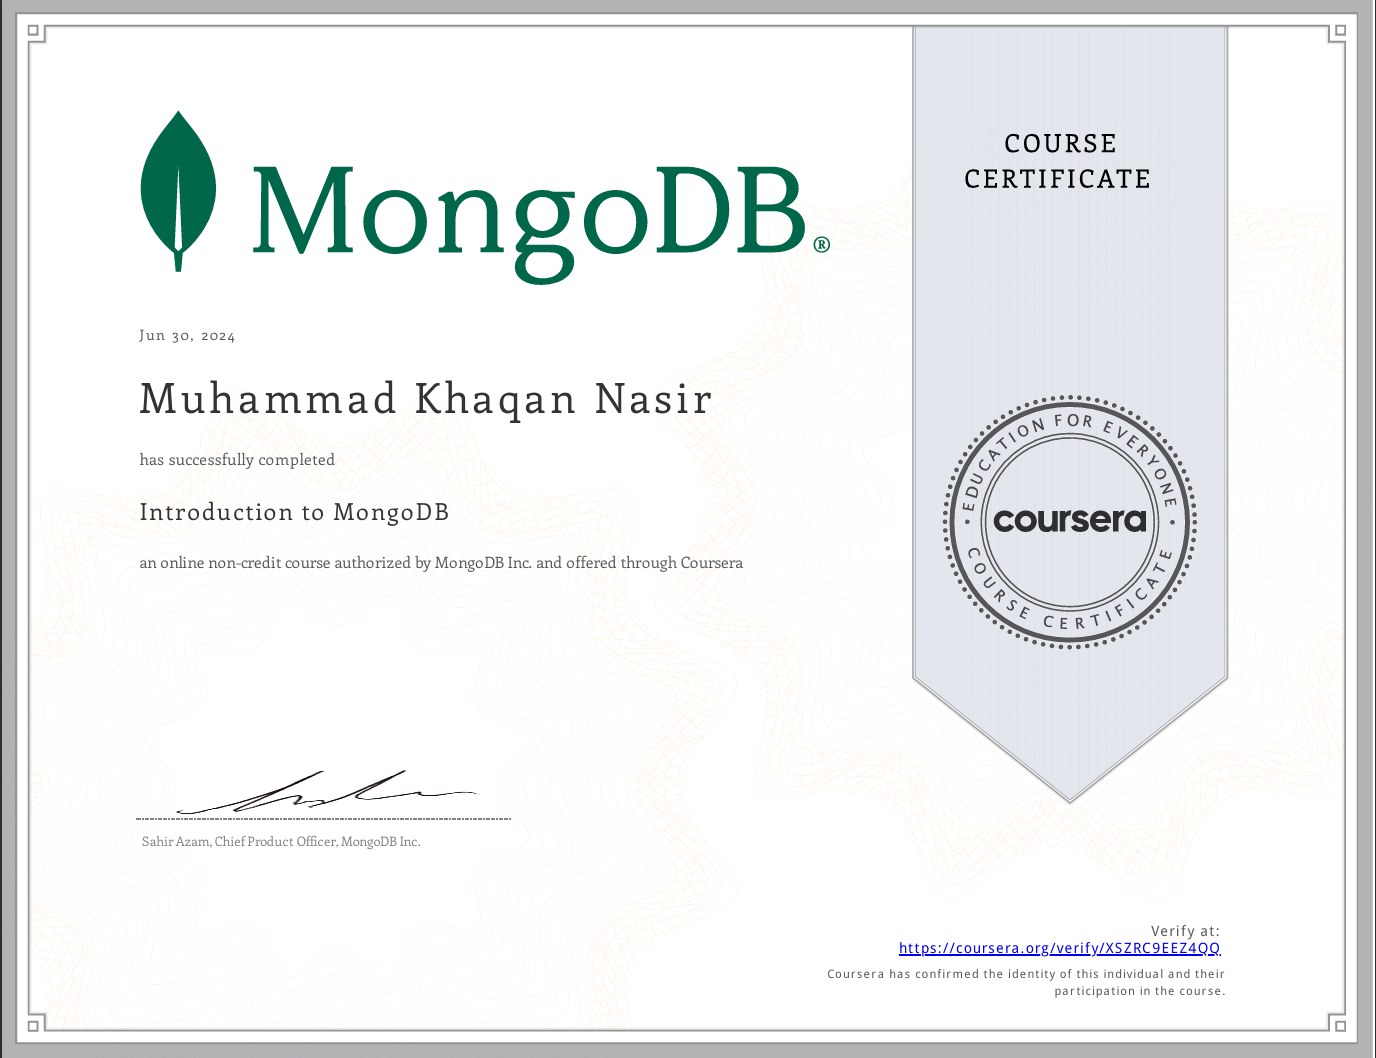 MongoDB®
COURSE
CERTIFICATE
Jun 30, 2024
Muhammad Khaqan Nasir
has successfully completed
Introduction to MongoDB
an online non-credit course authorized by MongoDB Inc. and offered through Coursera
EDUCATION FOR EVERYONE
coursera
COURSE CERTIFICATE
Sahir Azam, Chief Product Officer, MongoDB Inc.
Verify at:
https://coursera.org/verify/XSZRC9EEZ4QQ
Coursera has confirmed the identity of this individual and their
participation in the course.